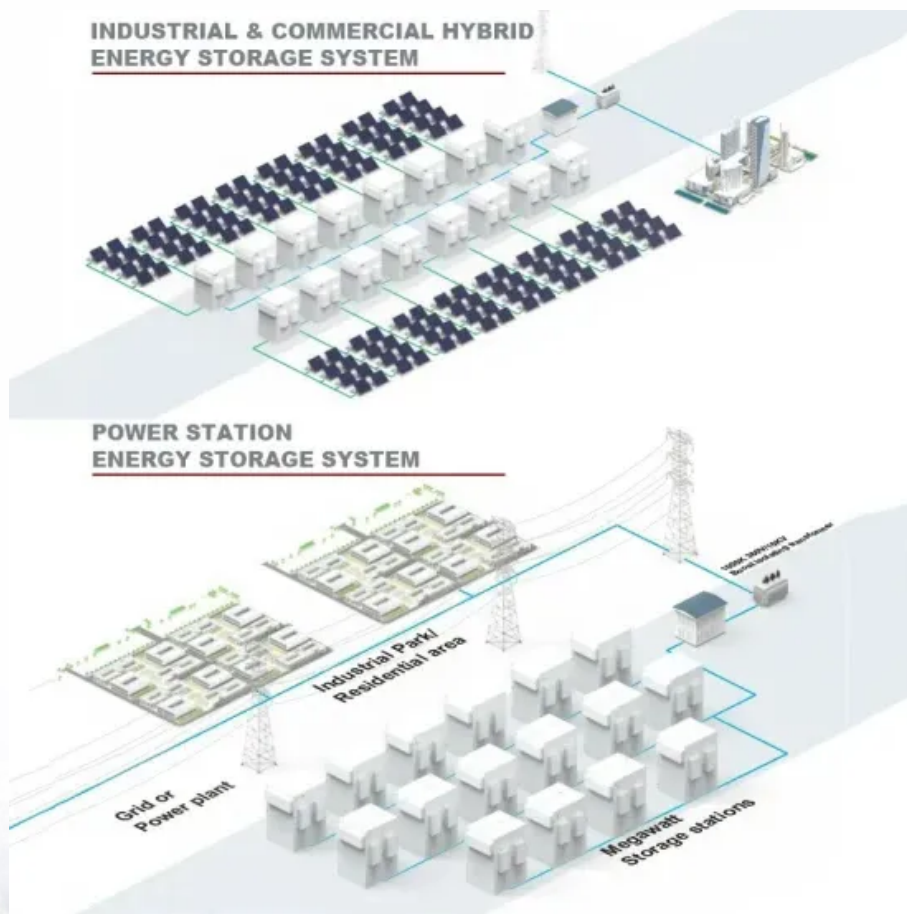 INDUSTRIAL & COMMERCIAL HYBRID
ENERGY STORAGE SYSTEM
POWER STATION
ENERGY STORAGE SYSTEM
Industrial Park/
Residential area
Grid or
Power plant
Megawatt
Storage stations